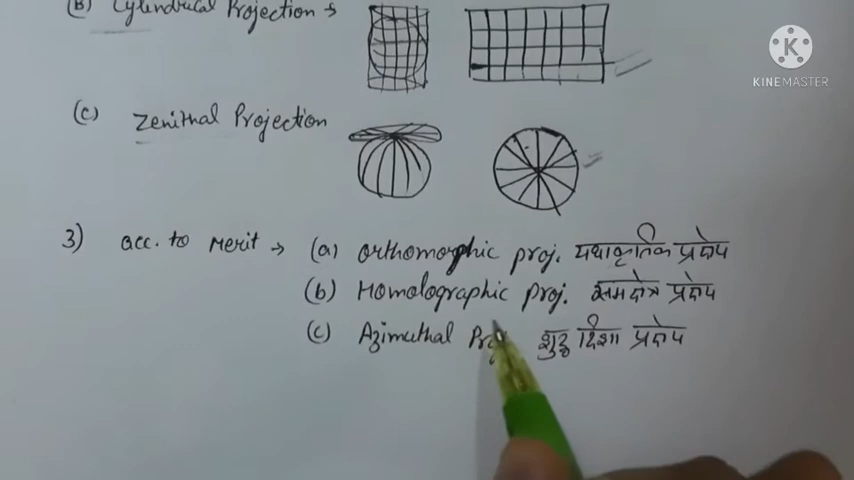 (B) Cylendrical Projection →
KINEMASTER
(C) Zenithal Projection
3) acc. to merit → (a) Orthomorphic proj. यथाकृतिक प्रक्षेप
(b) Homolographic proj. समक्षेत्र प्रक्षेप
(c) Azimuthal Proj शुद्ध दिशा प्रक्षेप